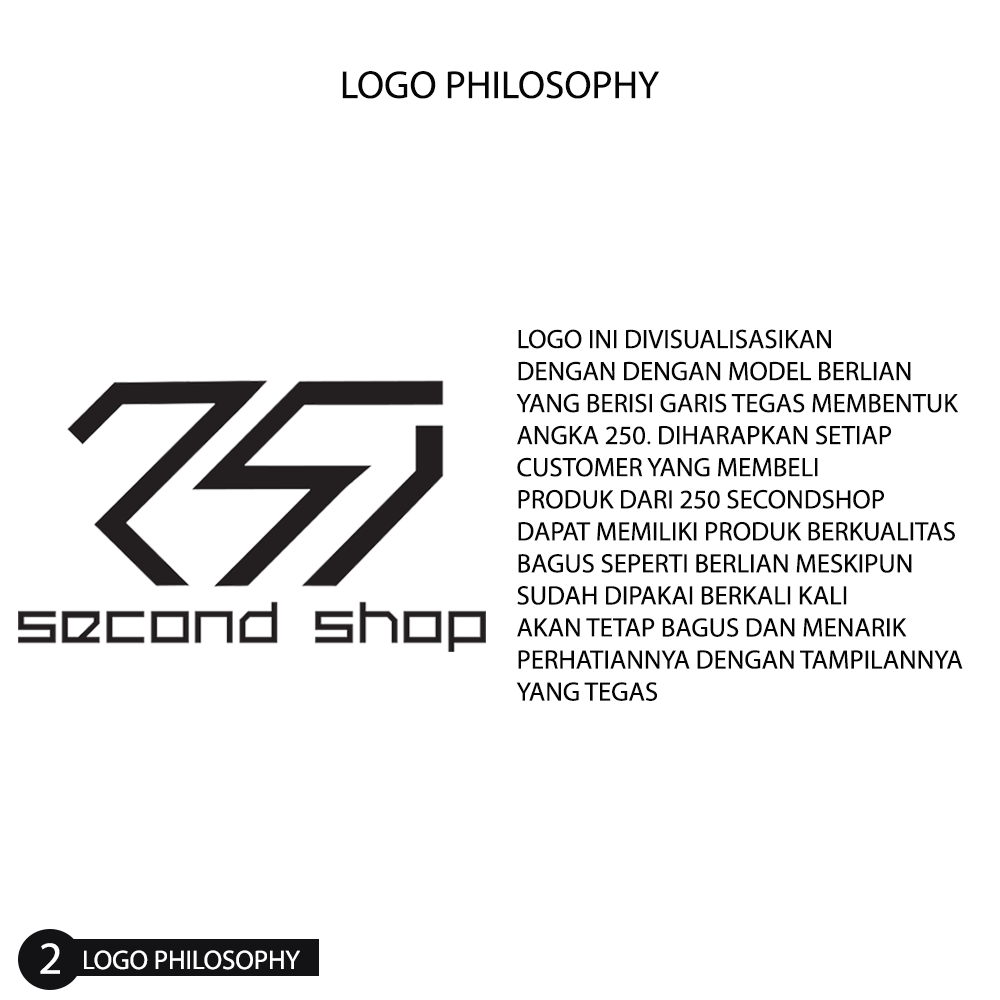 LOGO PHILOSOPHY
250
second shop
LOGO INI DIVISUALISASIKAN
DENGAN DENGAN MODEL BERLIAN
YANG BERISI GARIS TEGAS MEMBENTUK
ANGKA 250. DIHARAPKAN SETIAP
CUSTOMER YANG MEMBELI
PRODUK DARI 250 SECONDSHOP
DAPAT MEMILIKI PRODUK BERKUALITAS
BAGUS SEPERTI BERLIAN MESKIPUN
SUDAH DIPAKAI BERKALI KALI
AKAN TETAP BAGUS DAN MENARIK
PERHATIANNYA DENGAN TAMPILANNYA
YANG TEGAS
2 LOGO PHILOSOPHY